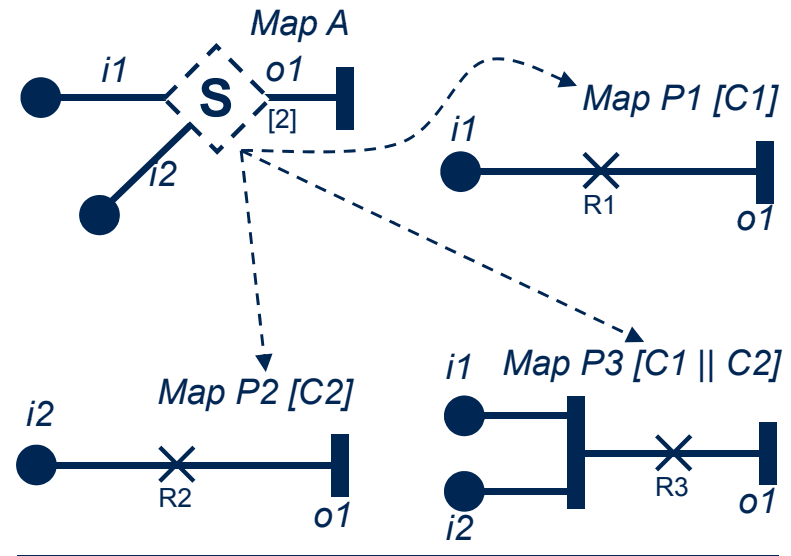 Map A
i1
S
o1
[2]
i2
Map P1 [C1]
i1
R1
o1
Map P2 [C2]
i2
R2
o1
Map P3 [C1 || C2]
i1
i2
R3
o1